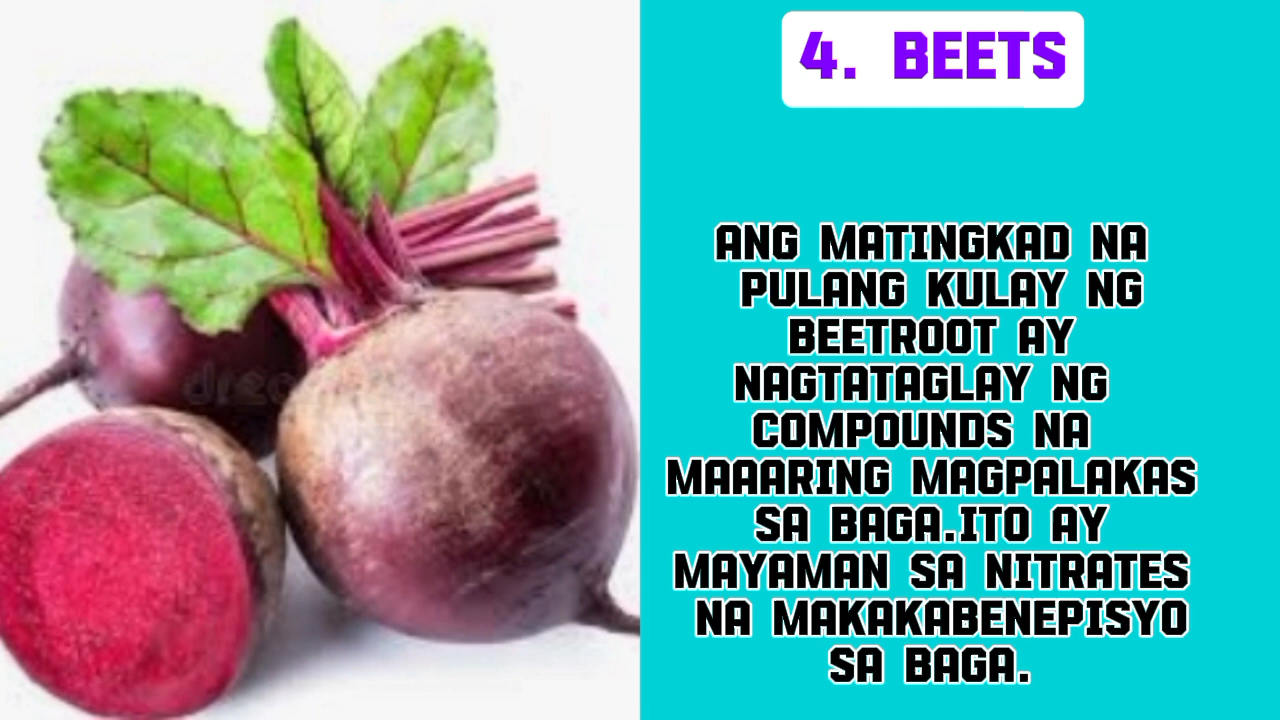 4. BEETS
ANG MATINGKAD NA
PULANG KULAY NG
BEETROOT AY
NAGTATAGLAY NG
COMPOUNDS NA
MAAARING MAGPALAKAS
SA BAGA.ITO AY
MAYAMAN SA NITRATES
NA MAKAKABENEPISYO
SA BAGA.